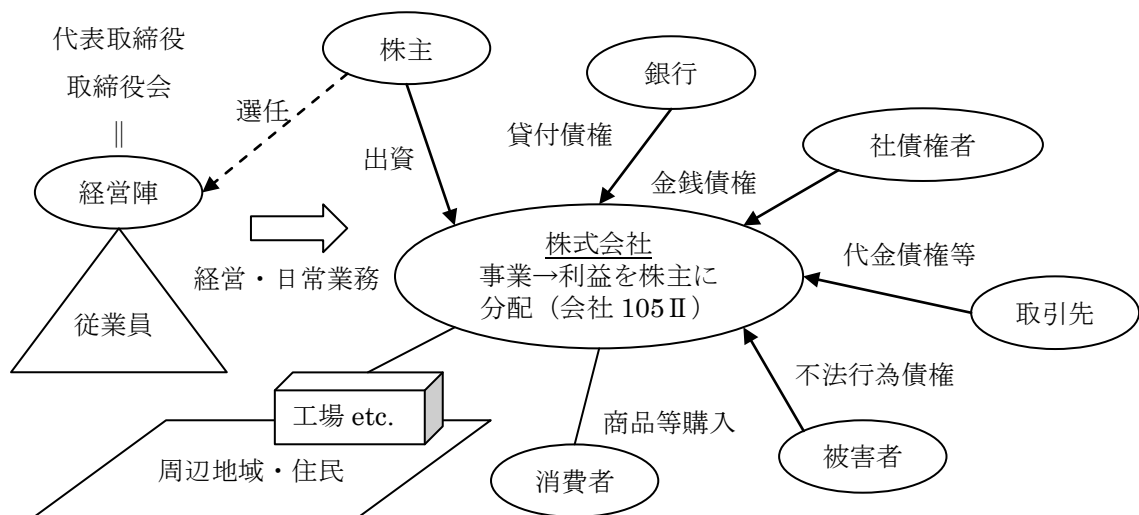 代表取締役
取締役会
||
経営陣
従業員
選任
株主
出資
銀行
貸付債権
社債権者
金銭債権
経営・日常業務
株式会社
事業→利益を株主に
分配（会社 105Ⅱ）
代金債権等
取引先
不法行為債権
被害者
商品等購入
消費者
工場 etc.
周辺地域・住民